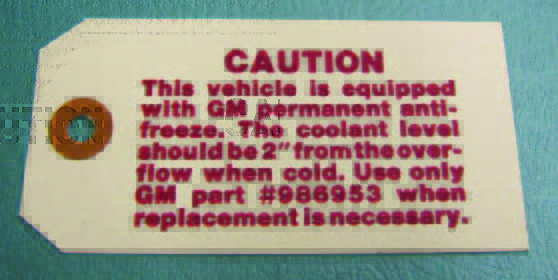 CAUTION
This vehicle is equipped
with GM permanent anti-
freeze. The coolant level
should be 2" from the over-
flow when cold. Use only
GM part #986953 when
replacement is necessary.